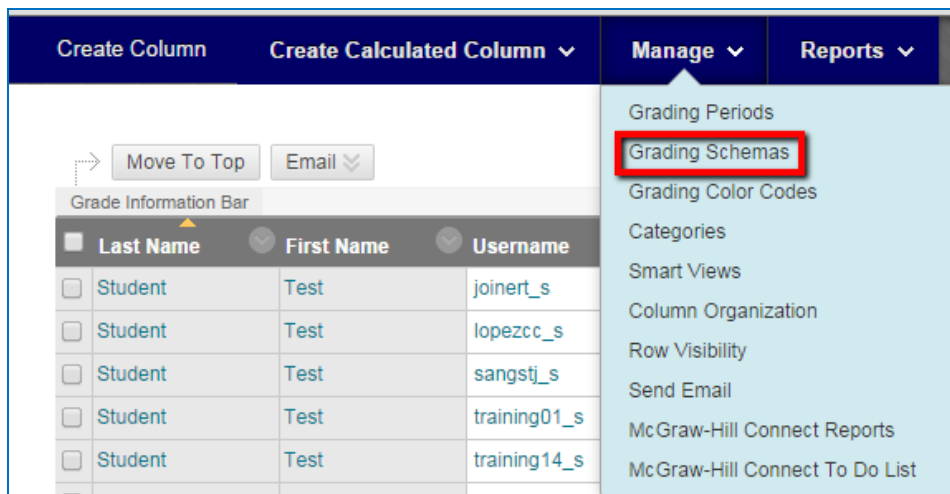 Create Column Create Calculated Column Manage Reports
Grading Periods
Grading Schemas
Grading Color Codes
Categories
Smart Views
Column Organization
Row Visibility
Send Email
McGraw-Hill Connect Reports
McGraw-Hill Connect To Do List
Move To Top Email
Grade Information Bar
Last Name First Name Username
Student Test joinert_s
Student Test lopezcc_s
Student Test sangstj_s
Student Test training01_s
Student Test training14_s